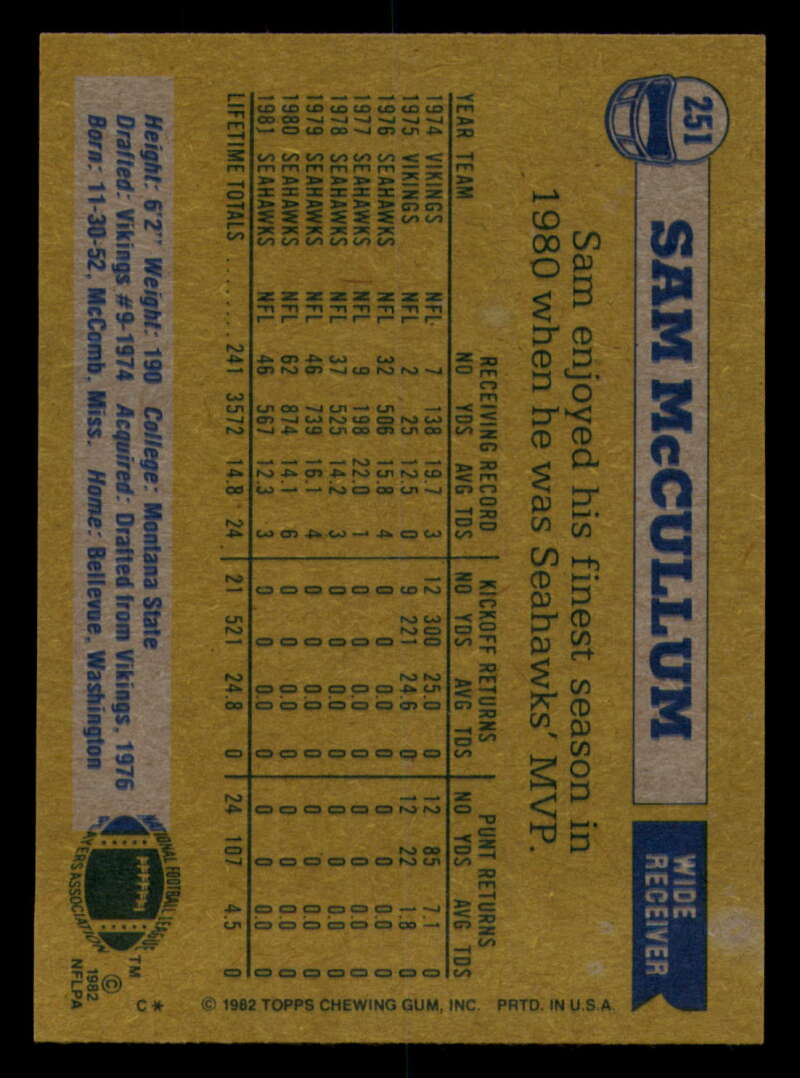 251
SAM McCULLUM
WIDE
RECEIVER
Sam enjoyed his finest season in
1980 when he was Seahawks' MVP.
RECEIVING RECORD KICKOFF RETURNS PUNT RETURNS
YEAR TEAM NO YDS AVG TDS NO YDS AVG TDS NO YDS AVG TDS
1974 VIKINGS NFL 7 138 19.7 3 12 300 25.0 0 12 85 7.1 0
1975 VIKINGS NFL 2 25 12.5 0 9 221 24.6 0 12 22 1.8 0
1976 SEAHAWKS NFL 32 506 15.8 4 0 0 0.0 0 0 0 0.0 0
1977 SEAHAWKS NFL 9 198 22.0 1 0 0 0.0 0 0 0 0.0 0
1978 SEAHAWKS NFL 37 525 14.2 3 0 0 0.0 0 0 0 0.0 0
1979 SEAHAWKS NFL 46 739 16.1 4 0 0 0.0 0 0 0 0.0 0
1980 SEAHAWKS NFL 62 874 14.1 6 0 0 0.0 0 0 0 0.0 0
1981 SEAHAWKS NFL 46 567 12.3 3 0 0 0.0 0 0 0 0.0 0
LIFETIME TOTALS ........ 241 3572 14.8 24 21 521 24.8 0 24 107 4.5 0
Height: 6'2" Weight: 190 College: Montana State
Drafted: Vikings #9-1974 Acquired: Drafted from Vikings, 1976
Born: 11-30-52, McComb, Miss. Home: Bellevue, Washington
NATIONAL FOOTBALL LEAGUE
PLAYERS ASSOCIATION
TM
© 1982
NFLPA
C*
© 1982 TOPPS CHEWING GUM, INC. PRTD. IN U.S.A.